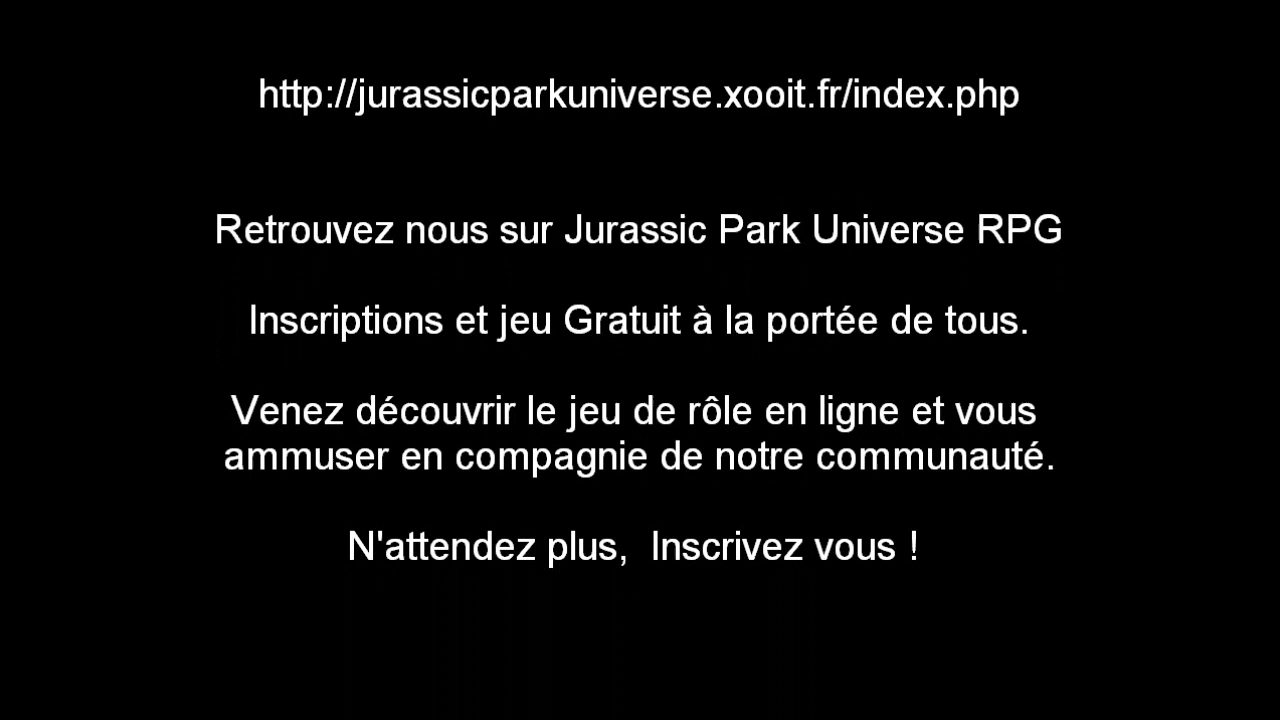 http://jurassicparkuniverse.xooit.fr/index.php
Retrouvez nous sur Jurassic Park Universe RPG
Inscriptions et jeu Gratuit à la portée de tous.
Venez découvrir le jeu de rôle en ligne et vous
ammuser en compagnie de notre communauté.
N'attendez plus,  Inscrivez vous !